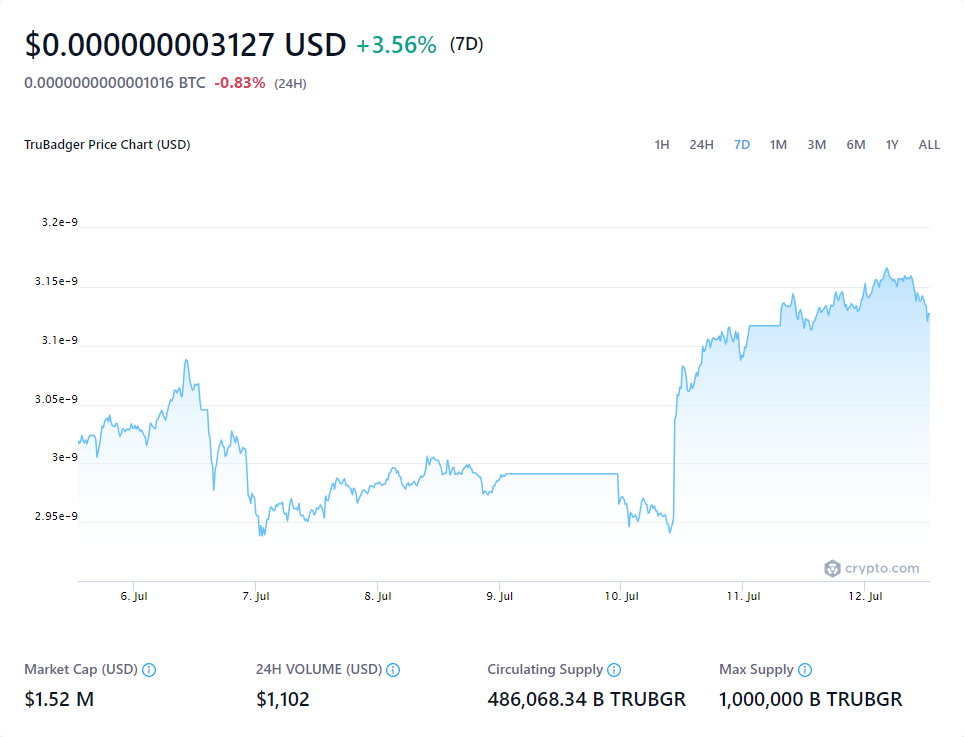 $0.000000003127 USD +3.56% (7D)
0.0000000000001016 BTC -0.83% (24H)
TruBadger Price Chart (USD) 1H 24H 7D 1M 3M 6M 1Y ALL
3.2e-9
3.15e-9
3.1e-9
3.05e-9
3e-9
2.95e-9
crypto.com
6. Jul 7. Jul 8. Jul 9. Jul 10. Jul 11. Jul 12. Jul
Market Cap (USD) 24H VOLUME (USD) Circulating Supply Max Supply
$1.52 M $1,102 486,068.34 B TRUBGR 1,000,000 B TRUBGR